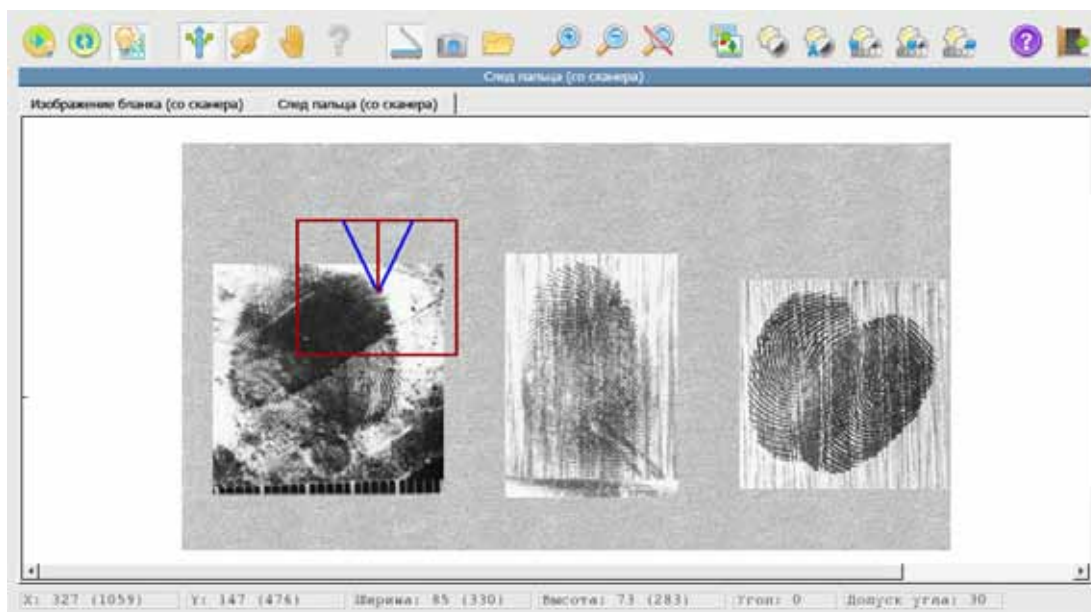 След пальца (со сканера)
Изображение бланка (со сканера) След пальца (со сканера)
X: 327 (1059) Y: 147 (476) Ширина: 85 (330) Высота: 73 (283) Угол: 0 Допуск угла: 30